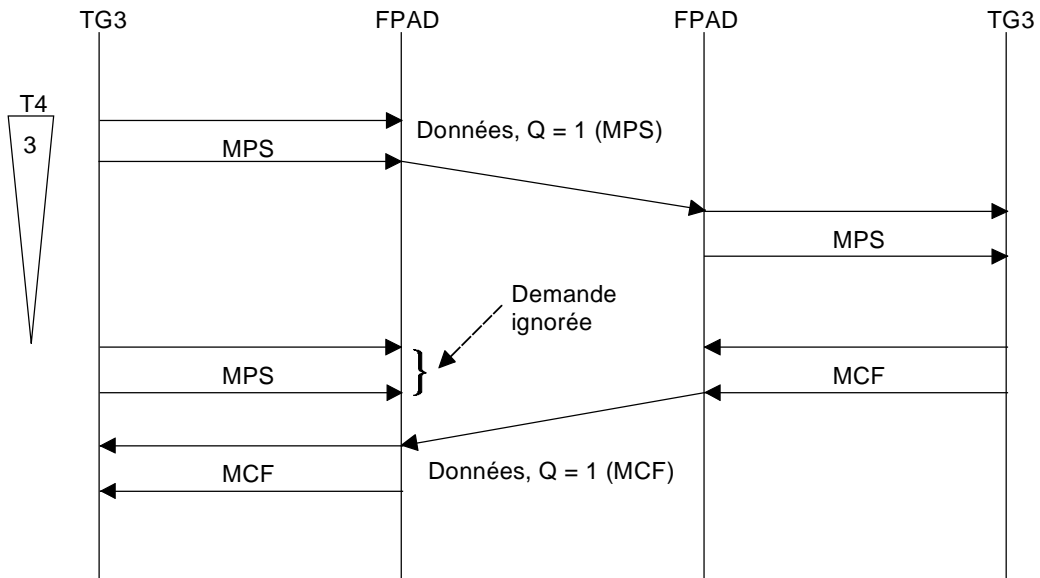 TG3 FPAD FPAD TG3
T4
3
Données, Q = 1 (MPS)
MPS
MPS
Demande
ignorée
MPS
MCF
MCF
Données, Q = 1 (MCF)